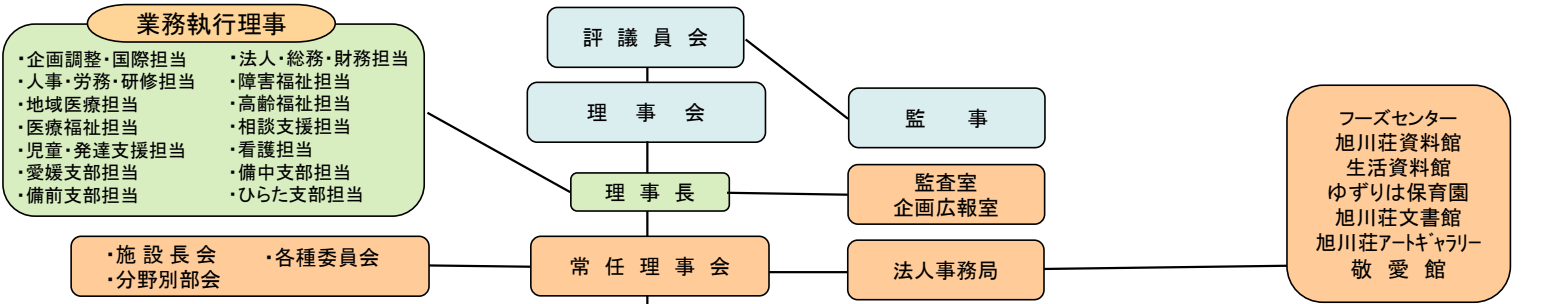 業務執行理事
・企画調整・国際担当
・人事・労務・研修担当
・地域医療担当
・医療福祉担当
・児童・発達支援担当
・愛媛支部担当
・備前支部担当
・法人・総務・財務担当
・障害福祉担当
・高齢福祉担当
・相談支援担当
・看護担当
・備中支部担当
・ひらた支部担当
評議員会
理事会
監事
理事長
監査室
企画広報室
・施設長会 ・各種委員会
・分野別部会
常任理事会
法人事務局
フーズセンター
旭川荘資料館
生活資料館
ゆずりは保育園
旭川荘文書館
旭川荘アートギャラリー
敬愛館